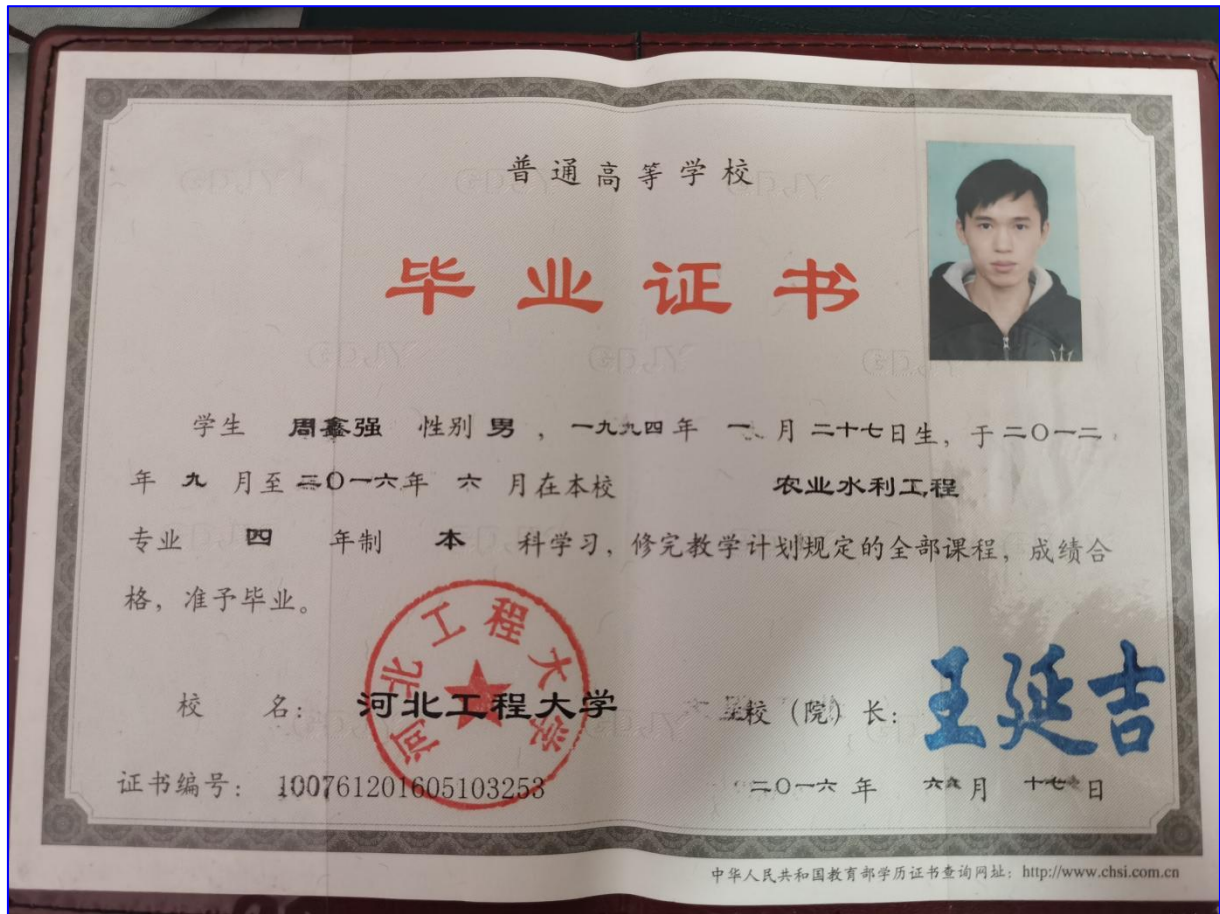 普通高等学校
毕业证书
学生 周鑫强 性别 男，一九九四年 一 月 二十七日生，于二〇一二
年 九 月至 二〇一六年 六 月在本校 农业水利工程
专业 四 年制 本 科学习，修完教学计划规定的全部课程，成绩合
格，准予毕业。
河北工程大学
校 名： 河北工程大学 校（院）长：王延吉
证书编号： 100761201605103253 二〇一六年 六月 十七日
中华人民共和国教育部学历证书查询网址：http://www.chsi.com.cn